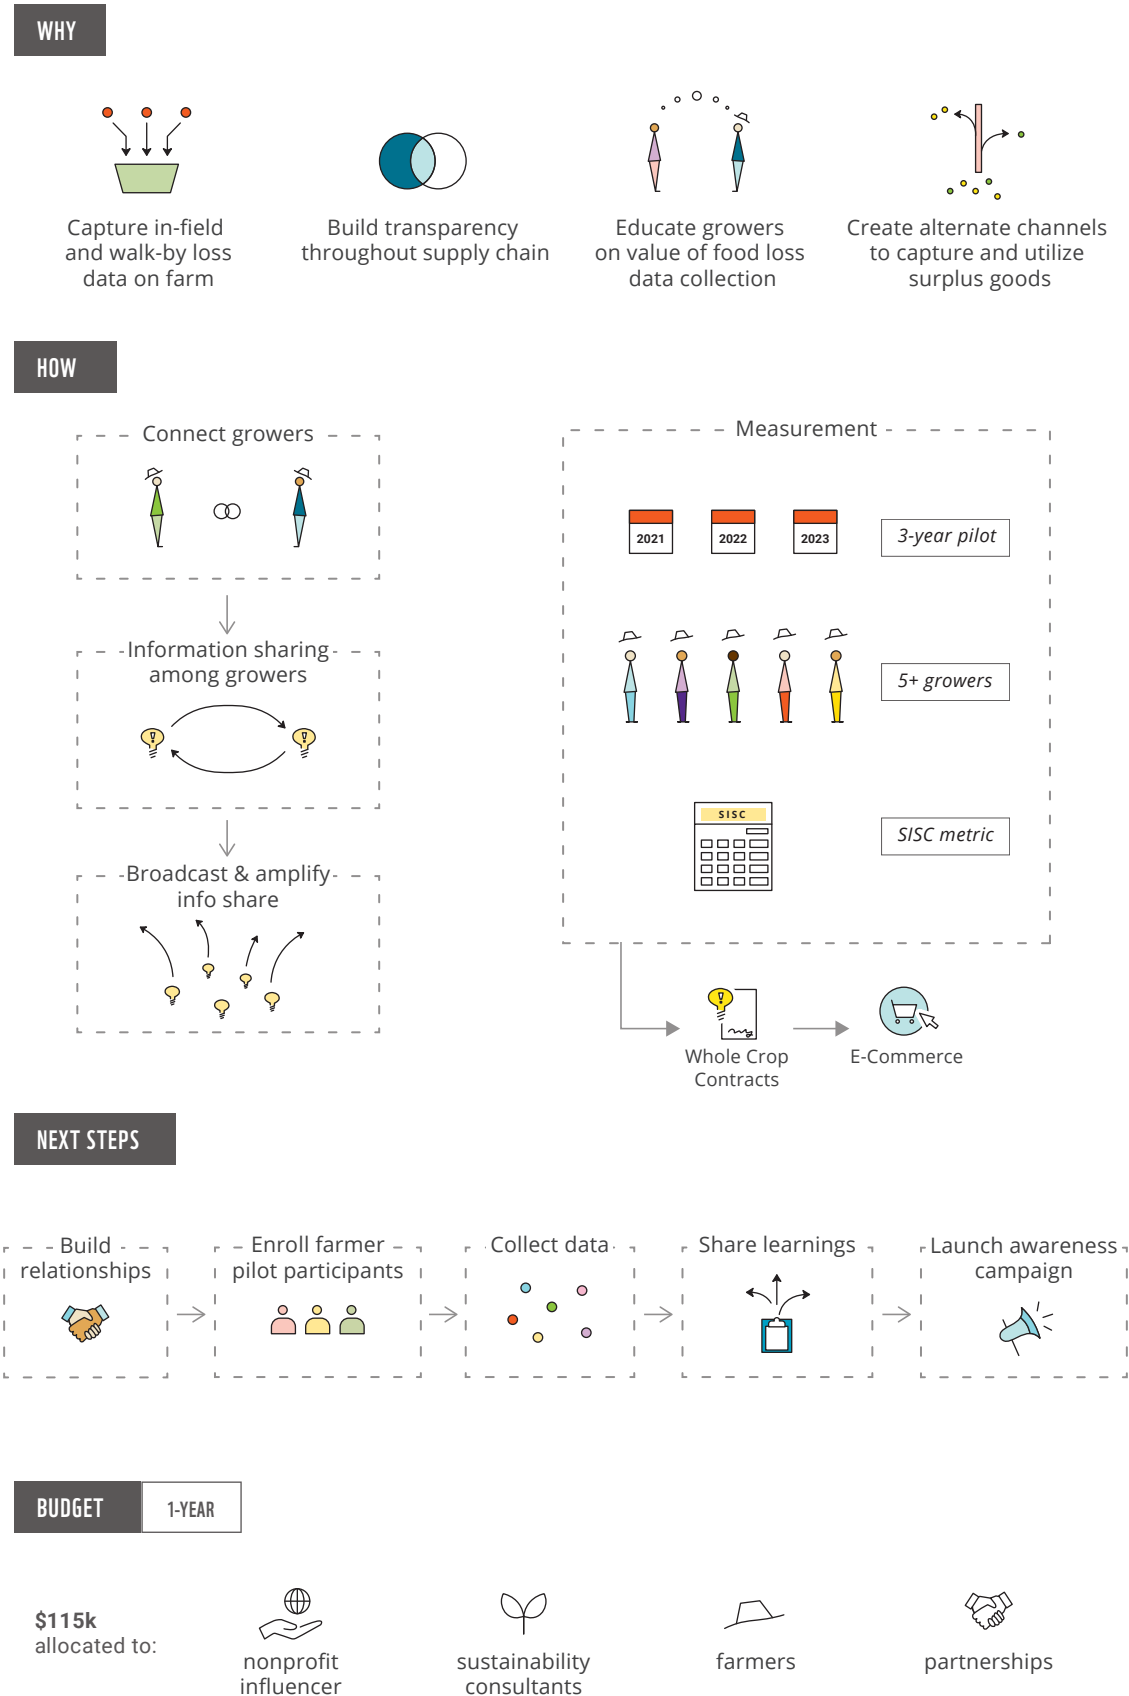 WHY
Capture in-field
and walk-by loss
data on farm
Build transparency
throughout supply chain
Educate growers
on value of food loss
data collection
Create alternate channels
to capture and utilize
surplus goods
HOW
Connect growers
Information sharing
among growers
Broadcast & amplify
info share
Measurement
2021
2022
2023
3-year pilot
5+ growers
SISC
SISC metric
Whole Crop
Contracts
E-Commerce
NEXT STEPS
Build
relationships
Enroll farmer
pilot participants
Collect data
Share learnings
Launch awareness
campaign
BUDGET
1-YEAR
$115k
allocated to:
nonprofit
influencer
sustainability
consultants
farmers
partnerships